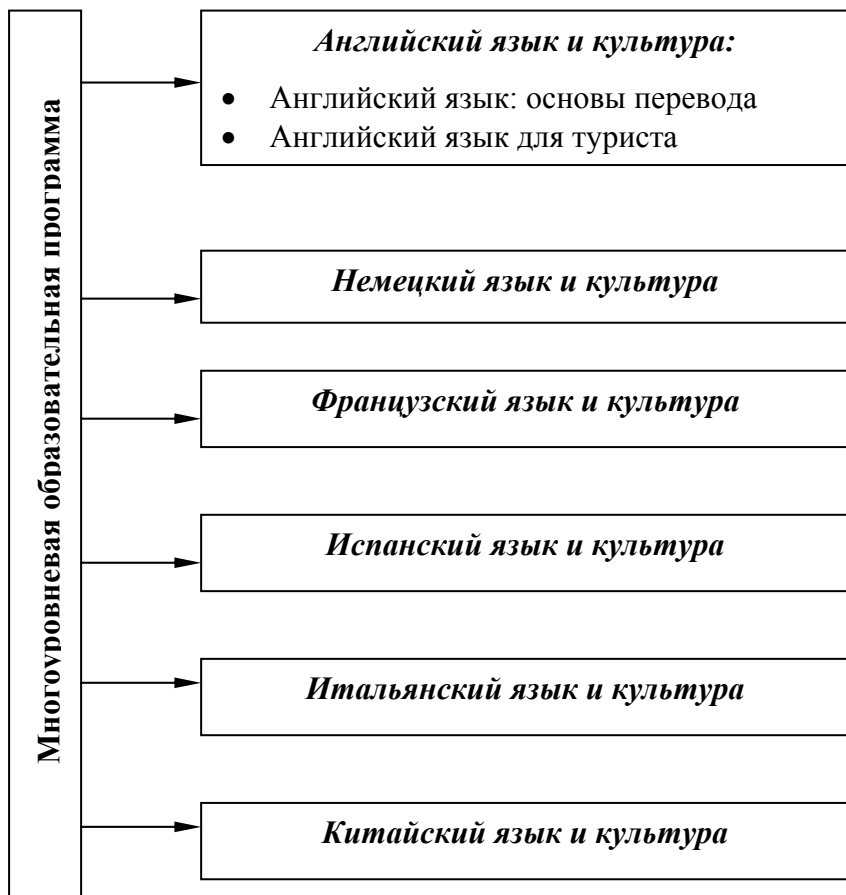 Многоуровневая образовательная программа
Английский язык и культура:
• Английский язык: основы перевода
• Английский язык для туриста
Немецкий язык и культура
Французский язык и культура
Испанский язык и культура
Итальянский язык и культура
Китайский язык и культура